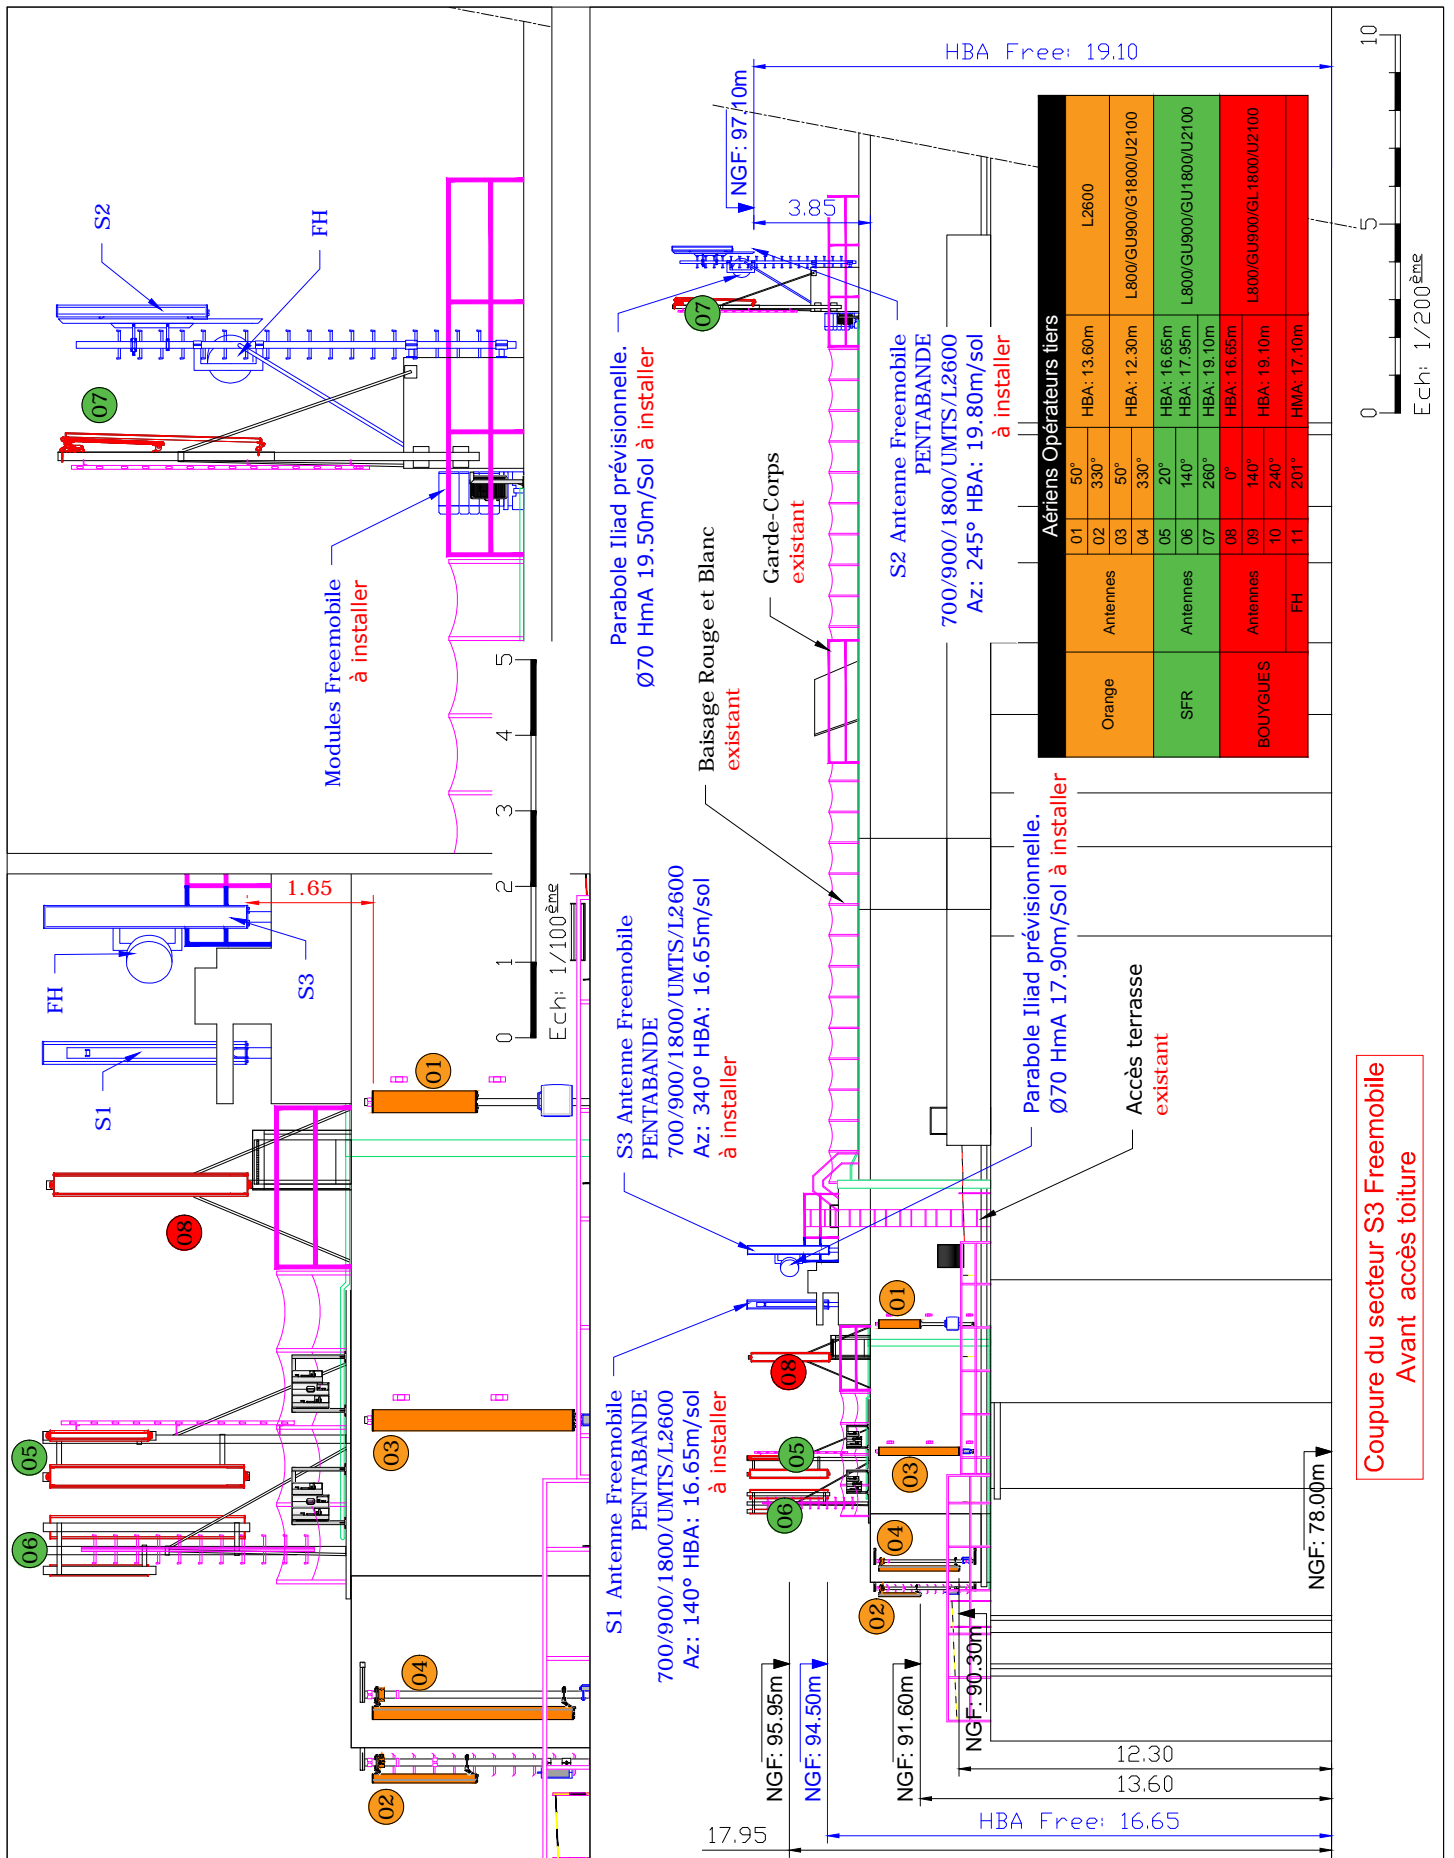 S2
FH
07
Modules Freemobile
à installer
FH
S3
S1
1.65
01
08
03
05
06
04
02
0 1 2 3 4 5
Ech: 1/100ème
HBA Free: 19.10
NGF: 97.10m
3.85
07
Parabole Iliad prévisionnelle.
Ø70 HmA 19.50m/Sol à installer
S2 Antenne Freemobile
PENTABANDE
700/900/1800/UMTS/L2600
Az: 245° HBA: 19.80m/sol
à installer
Garde-Corps
existant
Baisage Rouge et Blanc
existant
S3 Antenne Freemobile
PENTABANDE
700/900/1800/UMTS/L2600
Az: 340° HBA: 16.65m/sol
à installer
S1 Antenne Freemobile
PENTABANDE
700/900/1800/UMTS/L2600
Az: 140° HBA: 16.65m/sol
à installer
Parabole Iliad prévisionnelle.
Ø70 HmA 17.90m/Sol à installer
Accès terrasse
existant
01
08
05
03
06
04
02
NGF: 95.95m
NGF: 94.50m
NGF: 91.60m
NGF: 90.30m
NGF: 78.00m
12.30
13.60
HBA Free: 16.65
17.95
Aériens Opérateurs tiers
Orange Antennes
01 50° HBA: 13.60m L2600
02 330°
03 50° HBA: 12.30m L800/GU900/G1800/U2100
04 330°
SFR Antennes
05 20° HBA: 16.65m L800/GU900/GU1800/U2100
06 140° HBA: 17.95m
07 260° HBA: 19.10m
BOUYGUES Antennes
08 0° HBA: 16.65m L800/GU900/GL1800/U2100
09 140° HBA: 19.10m
10 240°
FH 11 201° HMA: 17.10m
0 5 10
Ech: 1/200ème
Coupure du secteur S3 Freemobile
Avant accès toiture